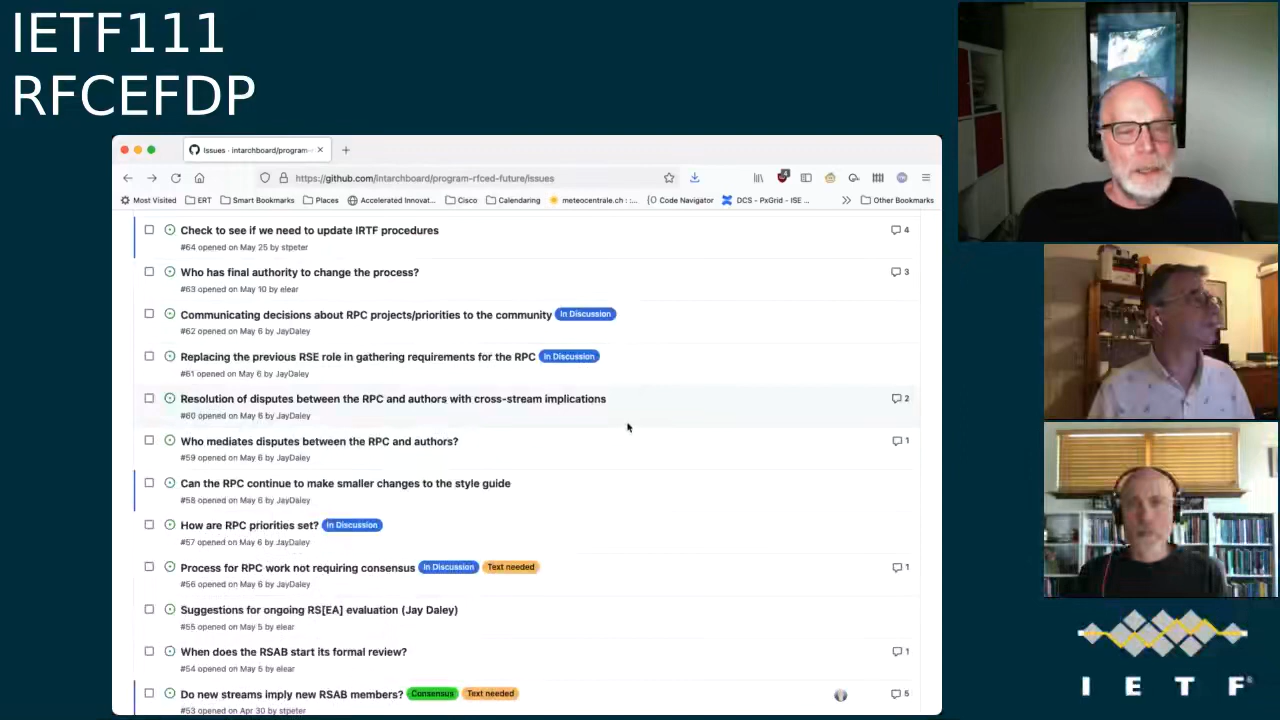 IETF111
RFCEFDP
Issues · intarchboard/program-
https://github.com/intarchboard/program-rfced-future/issues
4
Most Visited
ERT
Smart Bookmarks
Places
Accelerated Innovat...
Cisco
Calendaring
meteocentrale.ch : :...
Code Navigator
DCS - PxGrid - ISE ...
Other Bookmarks
Check to see if we need to update IRTF procedures 4
#64 opened on May 25 by stpeter
Who has final authority to change the process? 3
#63 opened on May 10 by elear
Communicating decisions about RPC projects/priorities to the community In Discussion
#62 opened on May 6 by JayDaley
Replacing the previous RSE role in gathering requirements for the RPC In Discussion
#61 opened on May 6 by JayDaley
Resolution of disputes between the RPC and authors with cross-stream implications 2
#60 opened on May 6 by JayDaley
Who mediates disputes between the RPC and authors? 1
#59 opened on May 6 by JayDaley
Can the RPC continue to make smaller changes to the style guide
#58 opened on May 6 by JayDaley
How are RPC priorities set? In Discussion
#57 opened on May 6 by JayDaley
Process for RPC work not requiring consensus In Discussion Text needed 1
#56 opened on May 6 by JayDaley
Suggestions for ongoing RS[EA] evaluation (Jay Daley)
#55 opened on May 5 by elear
When does the RSAB start its formal review? 1
#54 opened on May 5 by elear
Do new streams imply new RSAB members? Consensus Text needed 5
#53 opened on Apr 30 by stpeter
I E T F